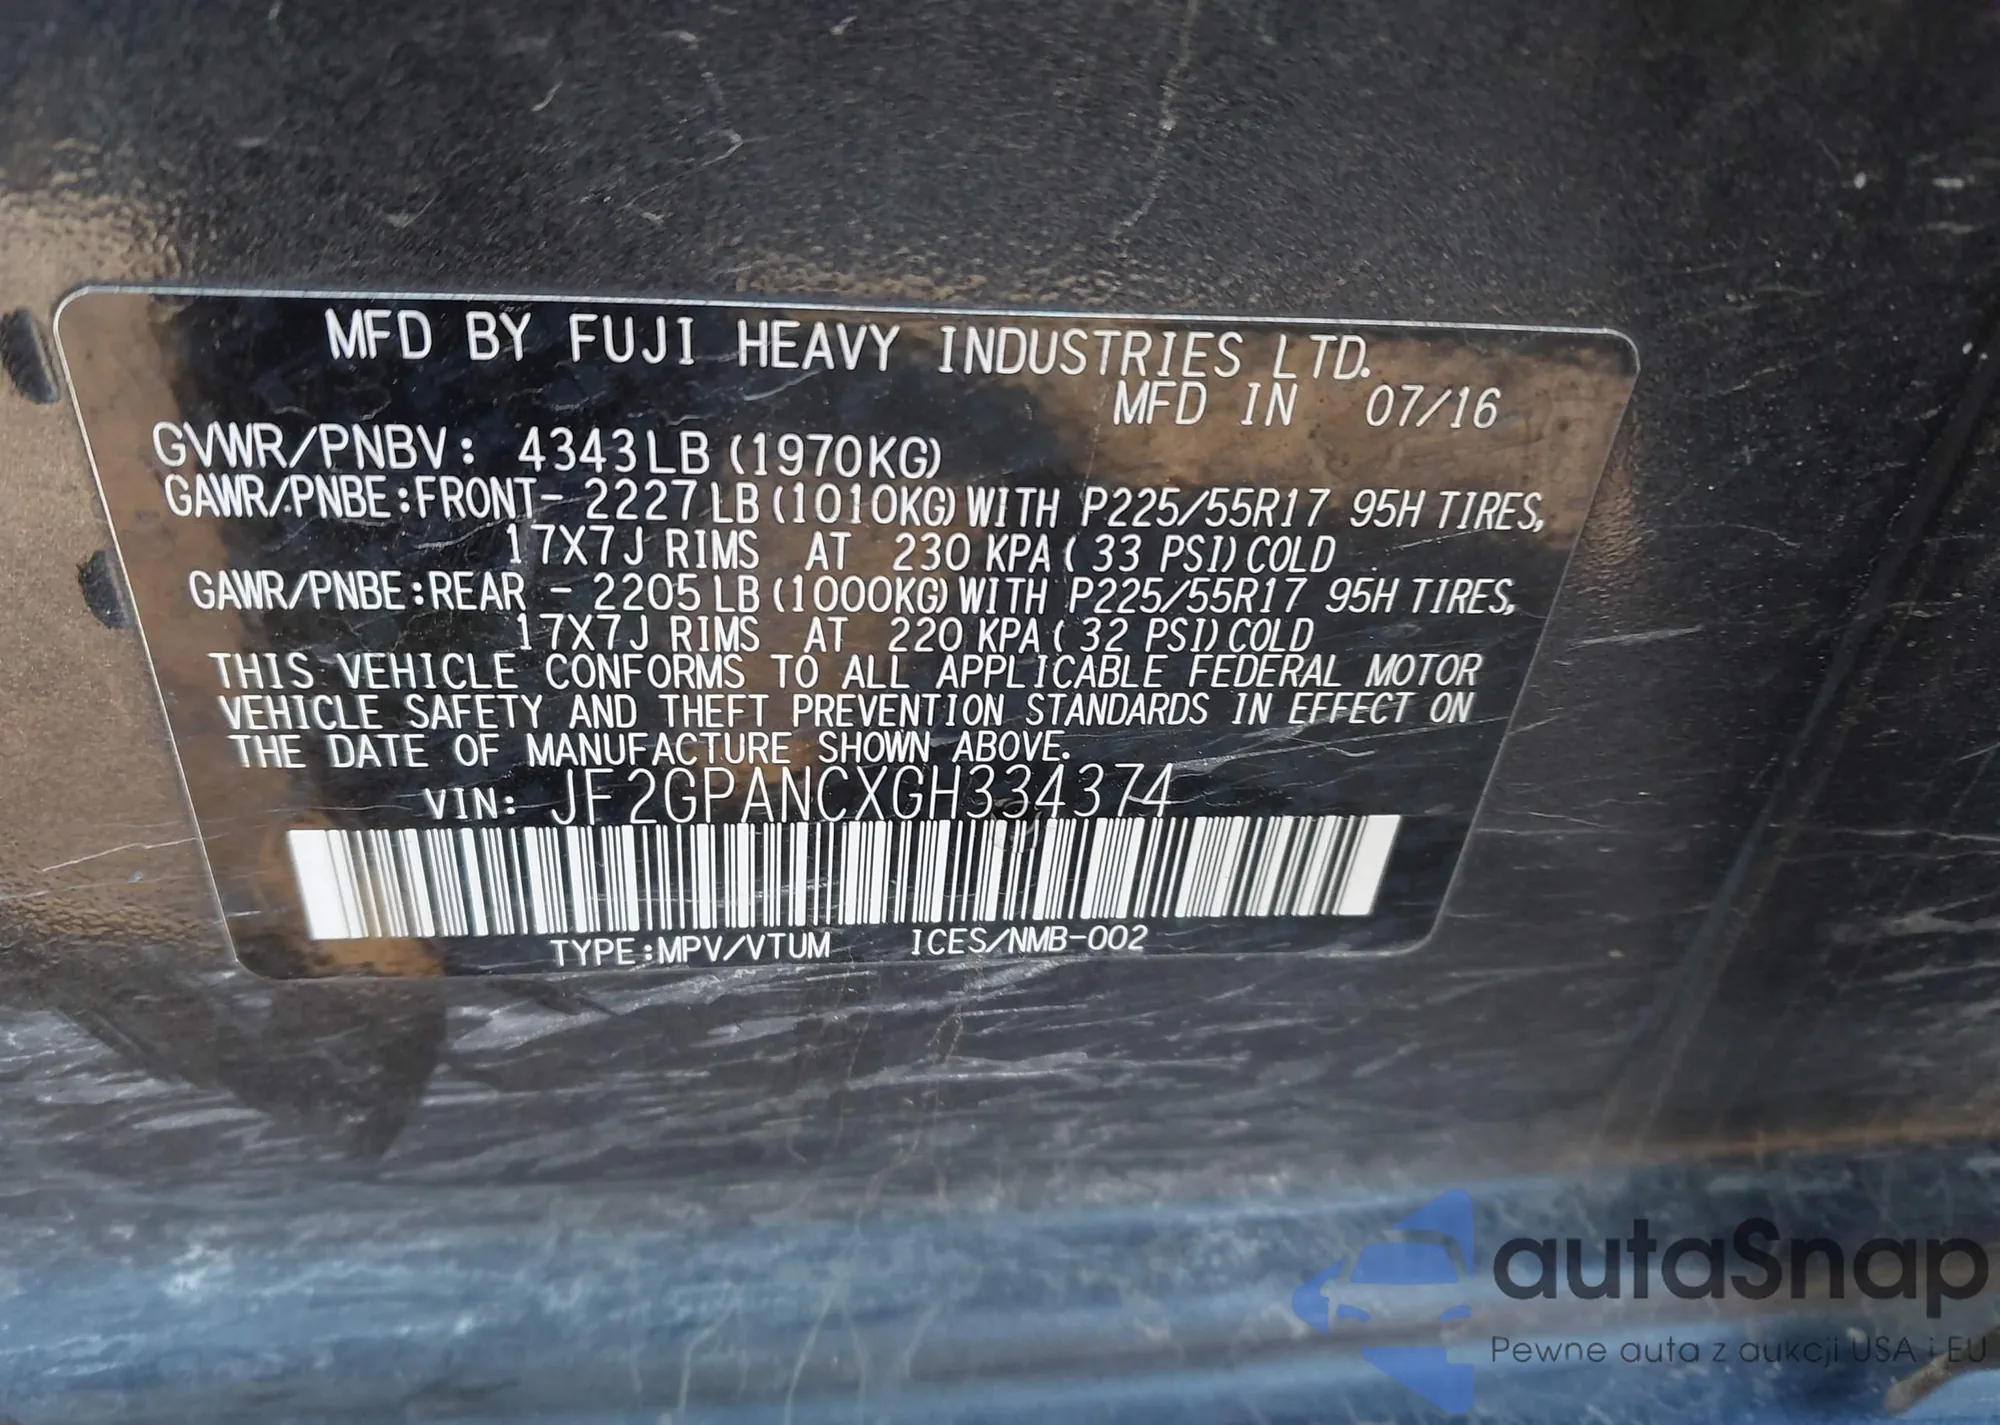 MFD BY FUJI HEAVY INDUSTRIES LTD.
MFD IN 07/16
GVWR/PNBV: 4343LB (1970KG)
GAWR/PNBE:FRONT- 2227LB(1010KG)WITH P225/55R17 95H TIRES,
17X7J RIMS AT 230 KPA( 33 PSI)COLD
GAWR/PNBE:REAR - 2205LB(1000KG)WITH P225/55R17 95H TIRES,
17X7J RIMS AT 220 KPA( 32 PSI)COLD
THIS VEHICLE CONFORMS TO ALL APPLICABLE FEDERAL MOTOR
VEHICLE SAFETY AND THEFT PREVENTION STANDARDS IN EFFECT ON
THE DATE OF MANUFACTURE SHOWN ABOVE.
VIN: JF2GPANCXGH334374
TYPE:MPV/VTUM ICES/NMB-002
autaSnap
Pewne auta z aukcji USA i EU